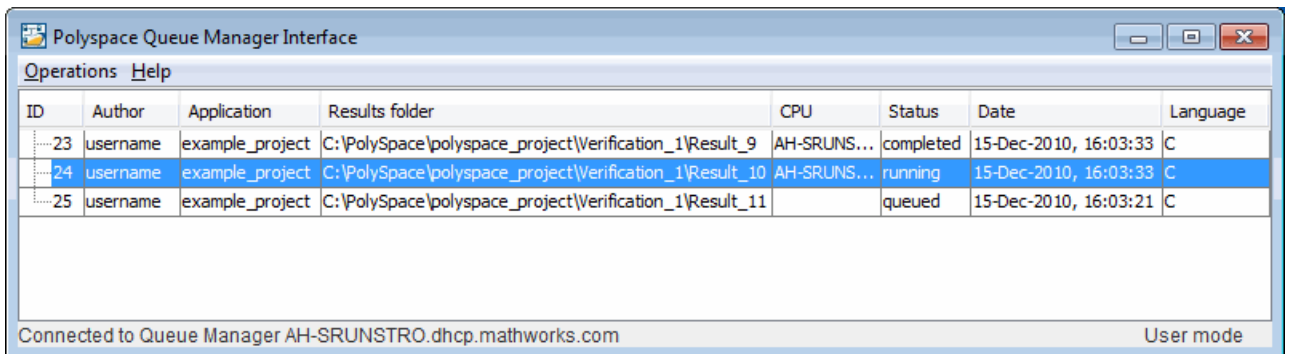 Polyspace Queue Manager Interface
Operations Help
ID Author Application Results folder CPU Status Date Language
23 username example_project C:\PolySpace\polyspace_project\Verification_1\Result_9 AH-SRUNS... completed 15-Dec-2010, 16:03:33 C
24 username example_project C:\PolySpace\polyspace_project\Verification_1\Result_10 AH-SRUNS... running 15-Dec-2010, 16:03:33 C
25 username example_project C:\PolySpace\polyspace_project\Verification_1\Result_11 queued 15-Dec-2010, 16:03:21 C
Connected to Queue Manager AH-SRUNSTRO.dhcp.mathworks.com User mode